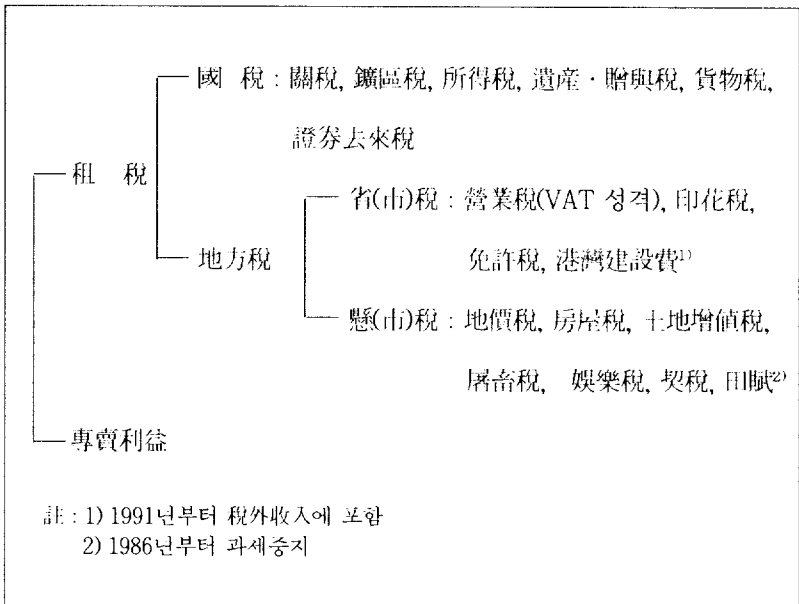 國 稅 : 關稅, 鑛區稅, 所得稅, 遺産 · 贈與稅, 貨物稅,
證券去來稅
租 稅
省(市)稅 : 營業稅(VAT 성격), 印花稅,
地方稅
免許稅, 港灣建設費1)
縣(市)稅 : 地價稅, 房屋稅, 土地增値稅,
屠畜稅, 娛樂稅, 契稅, 田賦2)
專賣利益
註 : 1) 1991년부터 稅外收入에 포함
2) 1986년부터 과세중지